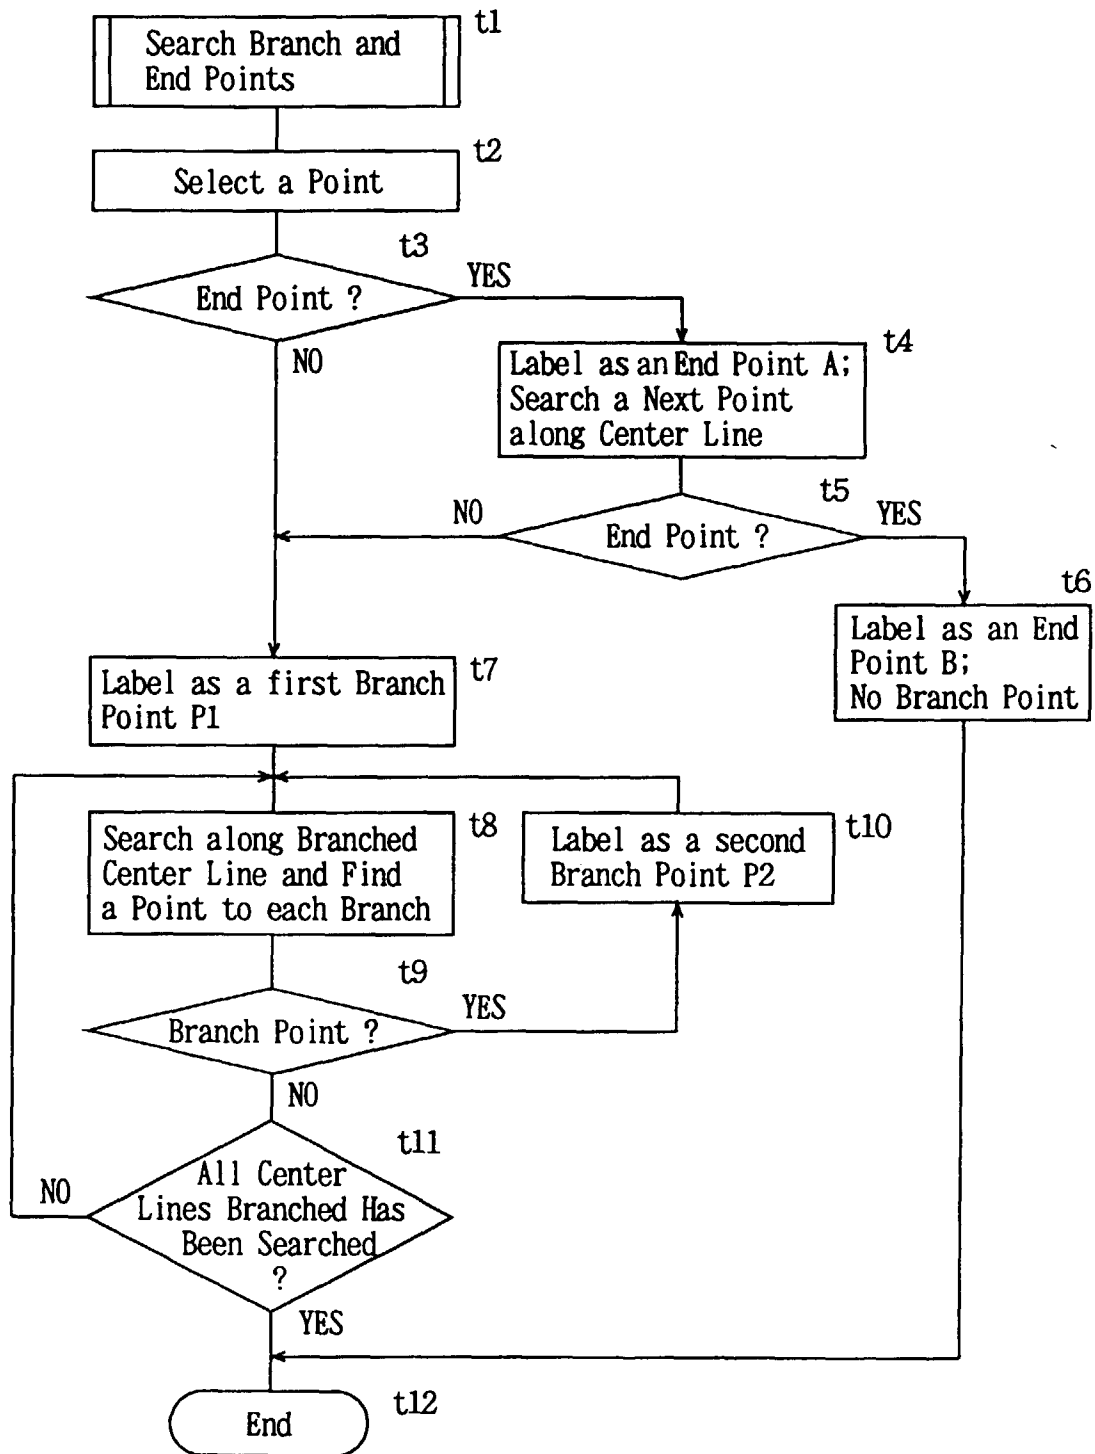 t1
Search Branch and
End Points
t2
Select a Point
t3
End Point ?
YES
NO
t4
Label as an End Point A;
Search a Next Point
along Center Line
t5
End Point ?
NO
YES
t6
Label as an End
Point B;
No Branch Point
t7
Label as a first Branch
Point P1
t8
Search along Branched
Center Line and Find
a Point to each Branch
t10
Label as a second
Branch Point P2
t9
Branch Point ?
YES
NO
t11
All Center
Lines Branched Has
Been Searched
?
NO
YES
t12
End